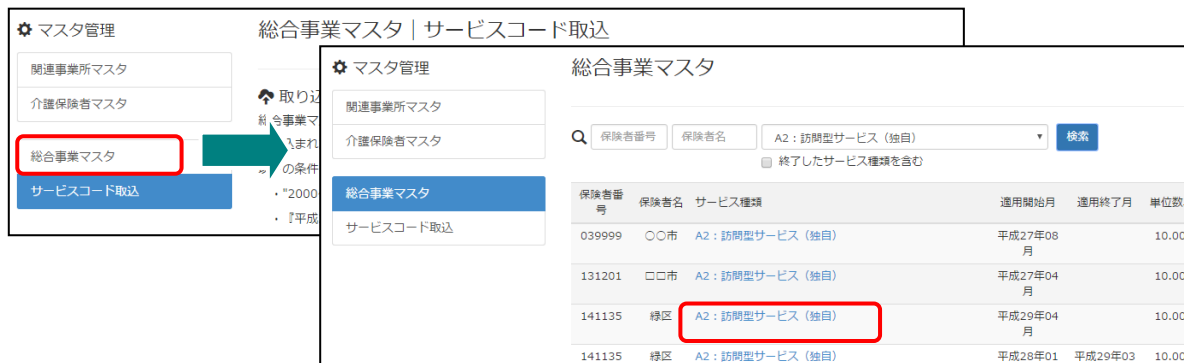 マスタ管理
総合事業マスタ｜サービスコード取込
関連事業所マスタ
介護保険者マスタ
総合事業マスタ
サービスコード取込
取り込
総合事業マ
込まれ
の条件
・"2000
・『平成
マスタ管理
総合事業マスタ
関連事業所マスタ
介護保険者マスタ
総合事業マスタ
サービスコード取込
保険者番号 保険者名 A2：訪問型サービス（独自） 検索
終了したサービス種類を含む
保険者番号 保険者名 サービス種類 適用開始月 適用終了月 単位数
039999 〇〇市 A2：訪問型サービス（独自） 平成27年08月 10.00
131201 □□市 A2：訪問型サービス（独自） 平成27年04月 10.00
141135 緑区 A2：訪問型サービス（独自） 平成29年04月 10.00
141135 緑区 A2：訪問型サービス（独自） 平成28年01 平成29年03 10.00